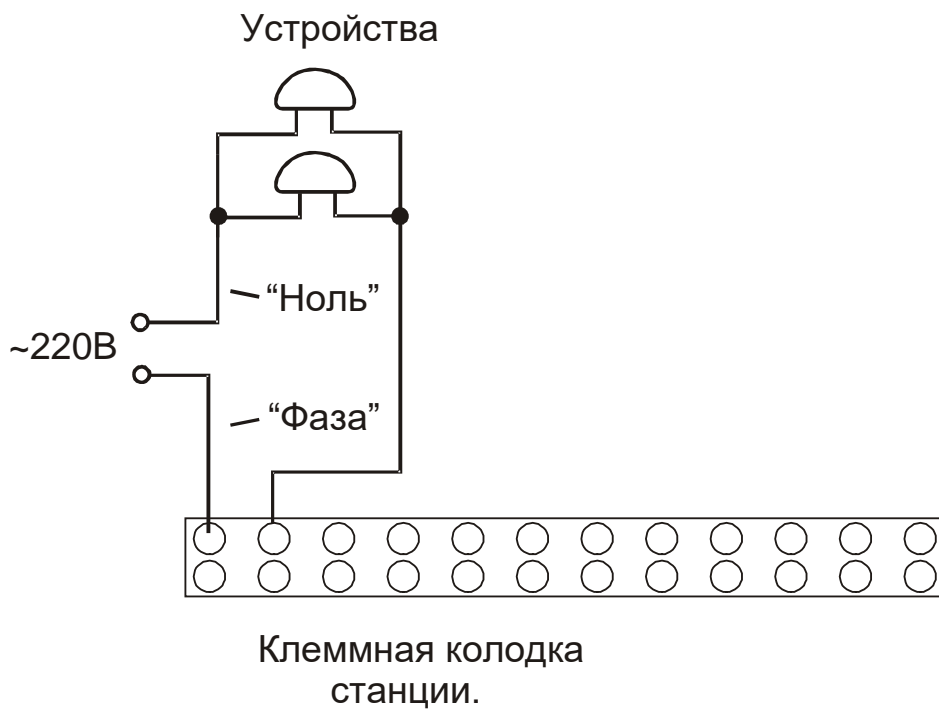 Устройства
“Ноль”
~220В
“Фаза”
Клеммная колодка
станции.